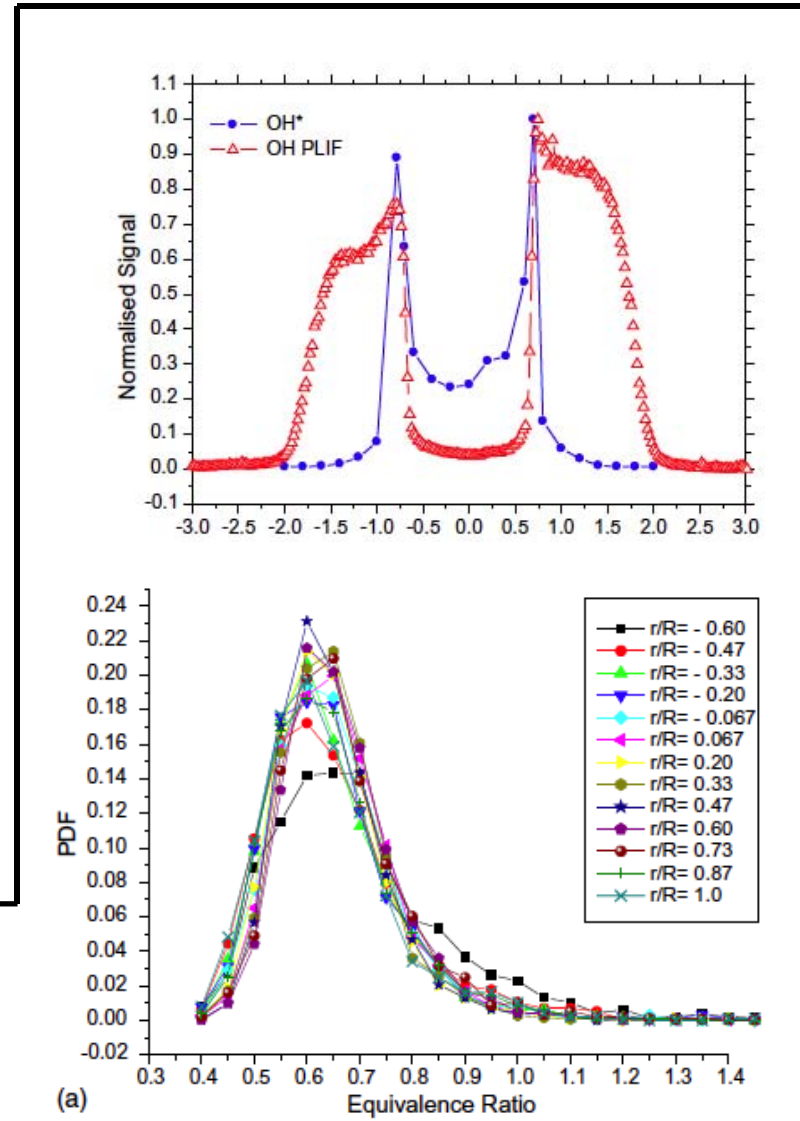 1.1
1.0
0.9
0.8
0.7
0.6
0.5
0.4
0.3
0.2
0.1
0.0
-0.1
Normalised Signal
OH*
OH PLIF
-3.0 -2.5 -2.0 -1.5 -1.0 -0.5 0.0 0.5 1.0 1.5 2.0 2.5 3.0
0.24
0.22
0.20
0.18
0.16
0.14
0.12
0.10
0.08
0.06
0.04
0.02
0.00
-0.02
PDF
r/R= - 0.60
r/R= - 0.47
r/R= - 0.33
r/R= - 0.20
r/R= - 0.067
r/R= 0.067
r/R= 0.20
r/R= 0.33
r/R= 0.47
r/R= 0.60
r/R= 0.73
r/R= 0.87
r/R= 1.0
0.3 0.4 0.5 0.6 0.7 0.8 0.9 1.0 1.1 1.2 1.3 1.4
(a)
Equivalence Ratio